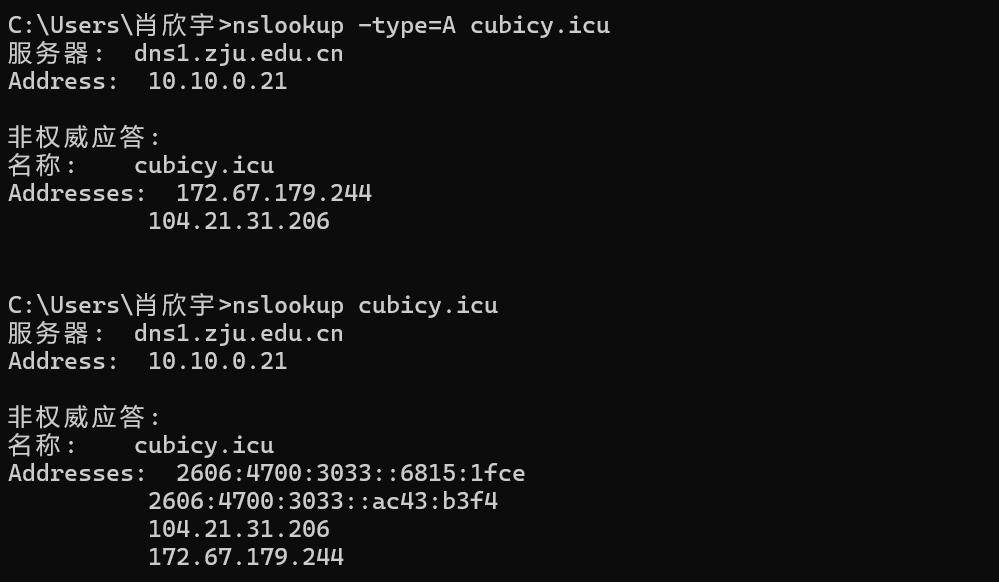 C:\Users\肖欣宇>nslookup -type=A cubicy.icu
服务器:  dns1.zju.edu.cn
Address:  10.10.0.21
非权威应答:
名称:    cubicy.icu
Addresses:  172.67.179.244
104.21.31.206
C:\Users\肖欣宇>nslookup cubicy.icu
服务器:  dns1.zju.edu.cn
Address:  10.10.0.21
非权威应答:
名称:    cubicy.icu
Addresses:  2606:4700:3033::6815:1fce
2606:4700:3033::ac43:b3f4
104.21.31.206
172.67.179.244